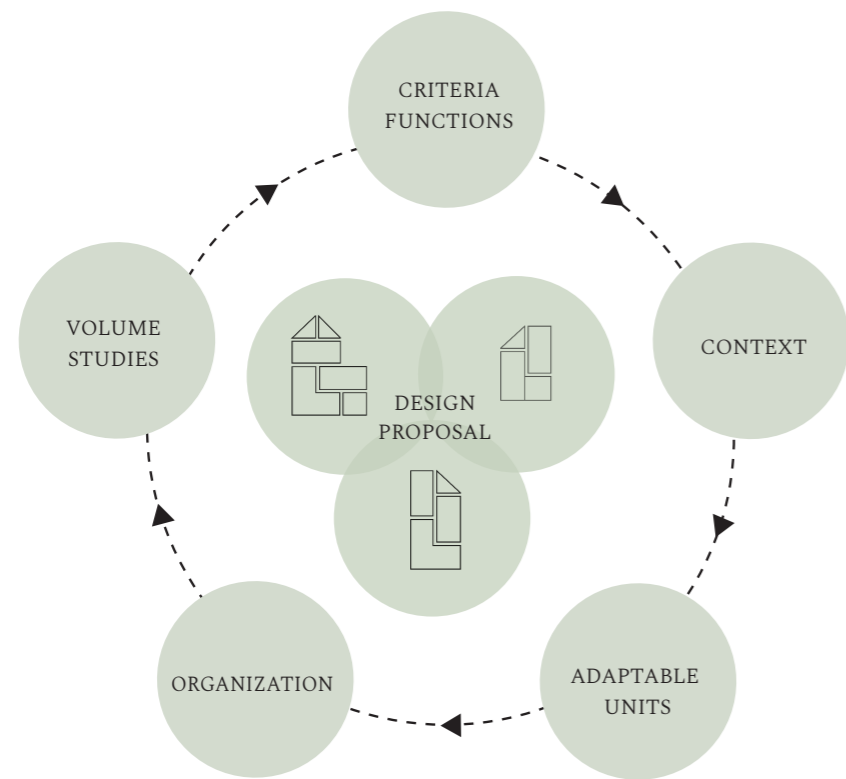 CRITERIA
FUNCTIONS
VOLUME
STUDIES
CONTEXT
DESIGN
PROPOSAL
ORGANIZATION
ADAPTABLE
UNITS